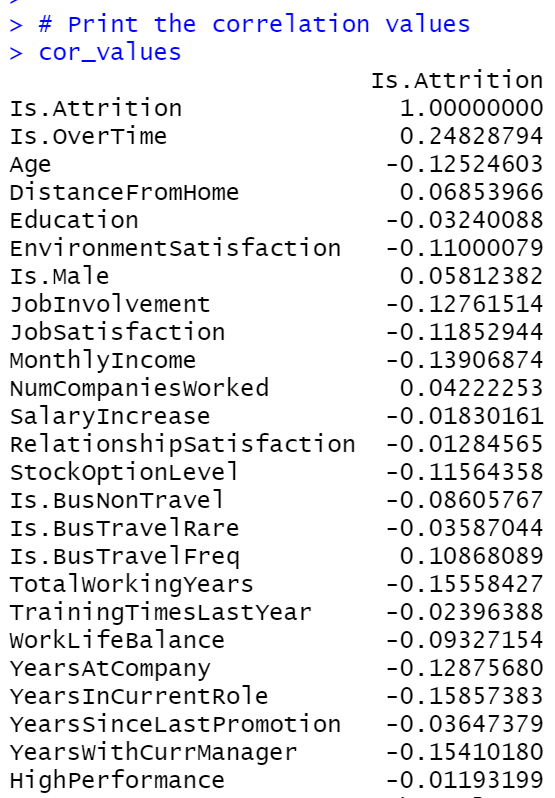 > # Print the correlation values
> cor_values
Is.Attrition
Is.Attrition 1.00000000
Is.OverTime 0.24828794
Age -0.12524603
DistanceFromHome 0.06853966
Education -0.03240088
EnvironmentSatisfaction -0.11000079
Is.Male 0.05812382
JobInvolvement -0.12761514
JobSatisfaction -0.11852944
MonthlyIncome -0.13906874
NumCompaniesWorked 0.04222253
SalaryIncrease -0.01830161
RelationshipSatisfaction -0.01284565
StockOptionLevel -0.11564358
Is.BusNonTravel -0.08605767
Is.BusTravelRare -0.03587044
Is.BusTravelFreq 0.10868089
TotalWorkingYears -0.15558427
TrainingTimesLastYear -0.02396388
WorkLifeBalance -0.09327154
YearsAtCompany -0.12875680
YearsInCurrentRole -0.15857383
YearsSinceLastPromotion -0.03647379
YearsWithCurrManager -0.15410180
HighPerformance -0.01193199